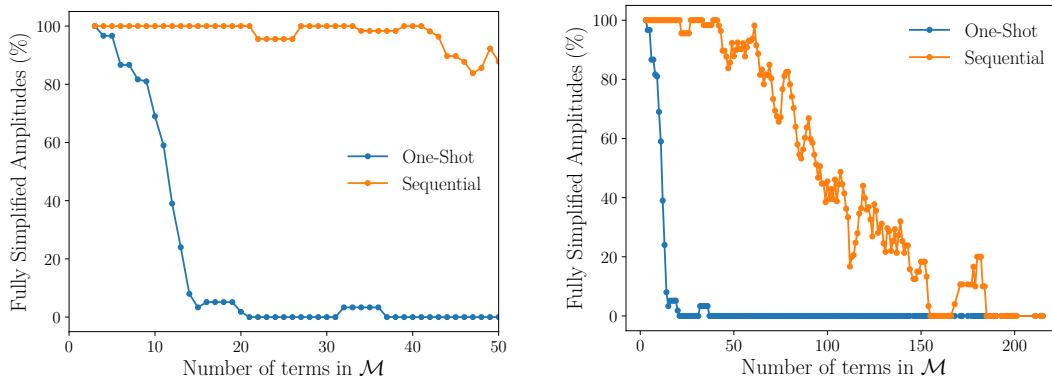 Fully Simplified Amplitudes (%)
100
80
60
40
20
0
One-Shot
Sequential
0
10
20
30
40
50
Number of terms in ℳ
Fully Simplified Amplitudes (%)
100
80
60
40
20
0
One-Shot
Sequential
0
50
100
150
200
Number of terms in ℳ